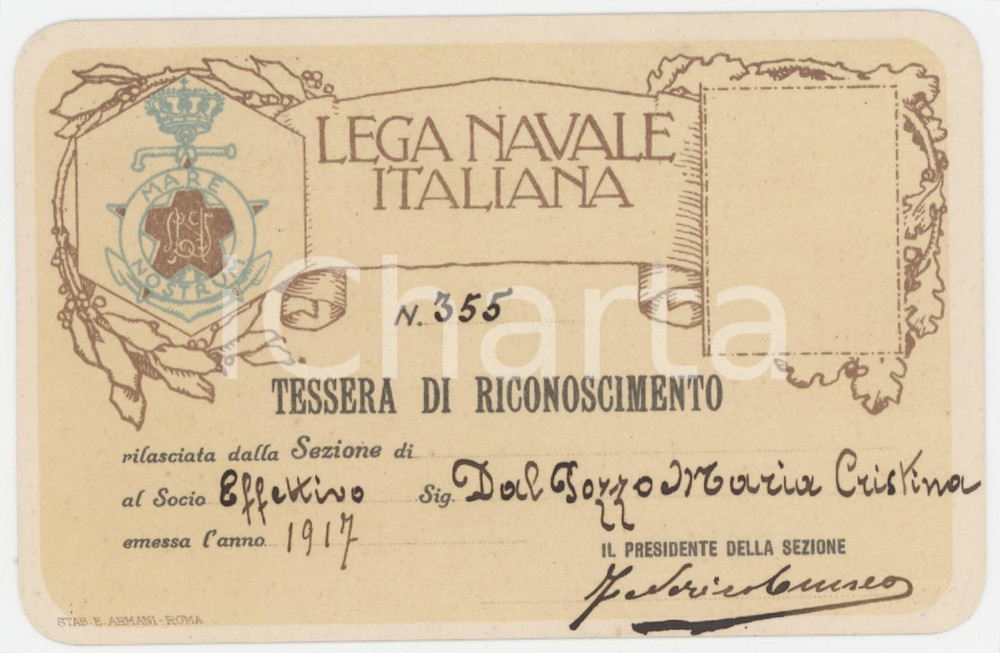 LEGA NAVALE
ITALIANA
MARE
NOSTRUM
N. 355
iCharta
TESSERA DI RICONOSCIMENTO
rilasciata dalla Sezione di
al Socio Effettivo Sig. Dal Pozzo Maria Cristina
emessa l'anno 1917
IL PRESIDENTE DELLA SEZIONE
STAB. E. ARMANI - ROMA